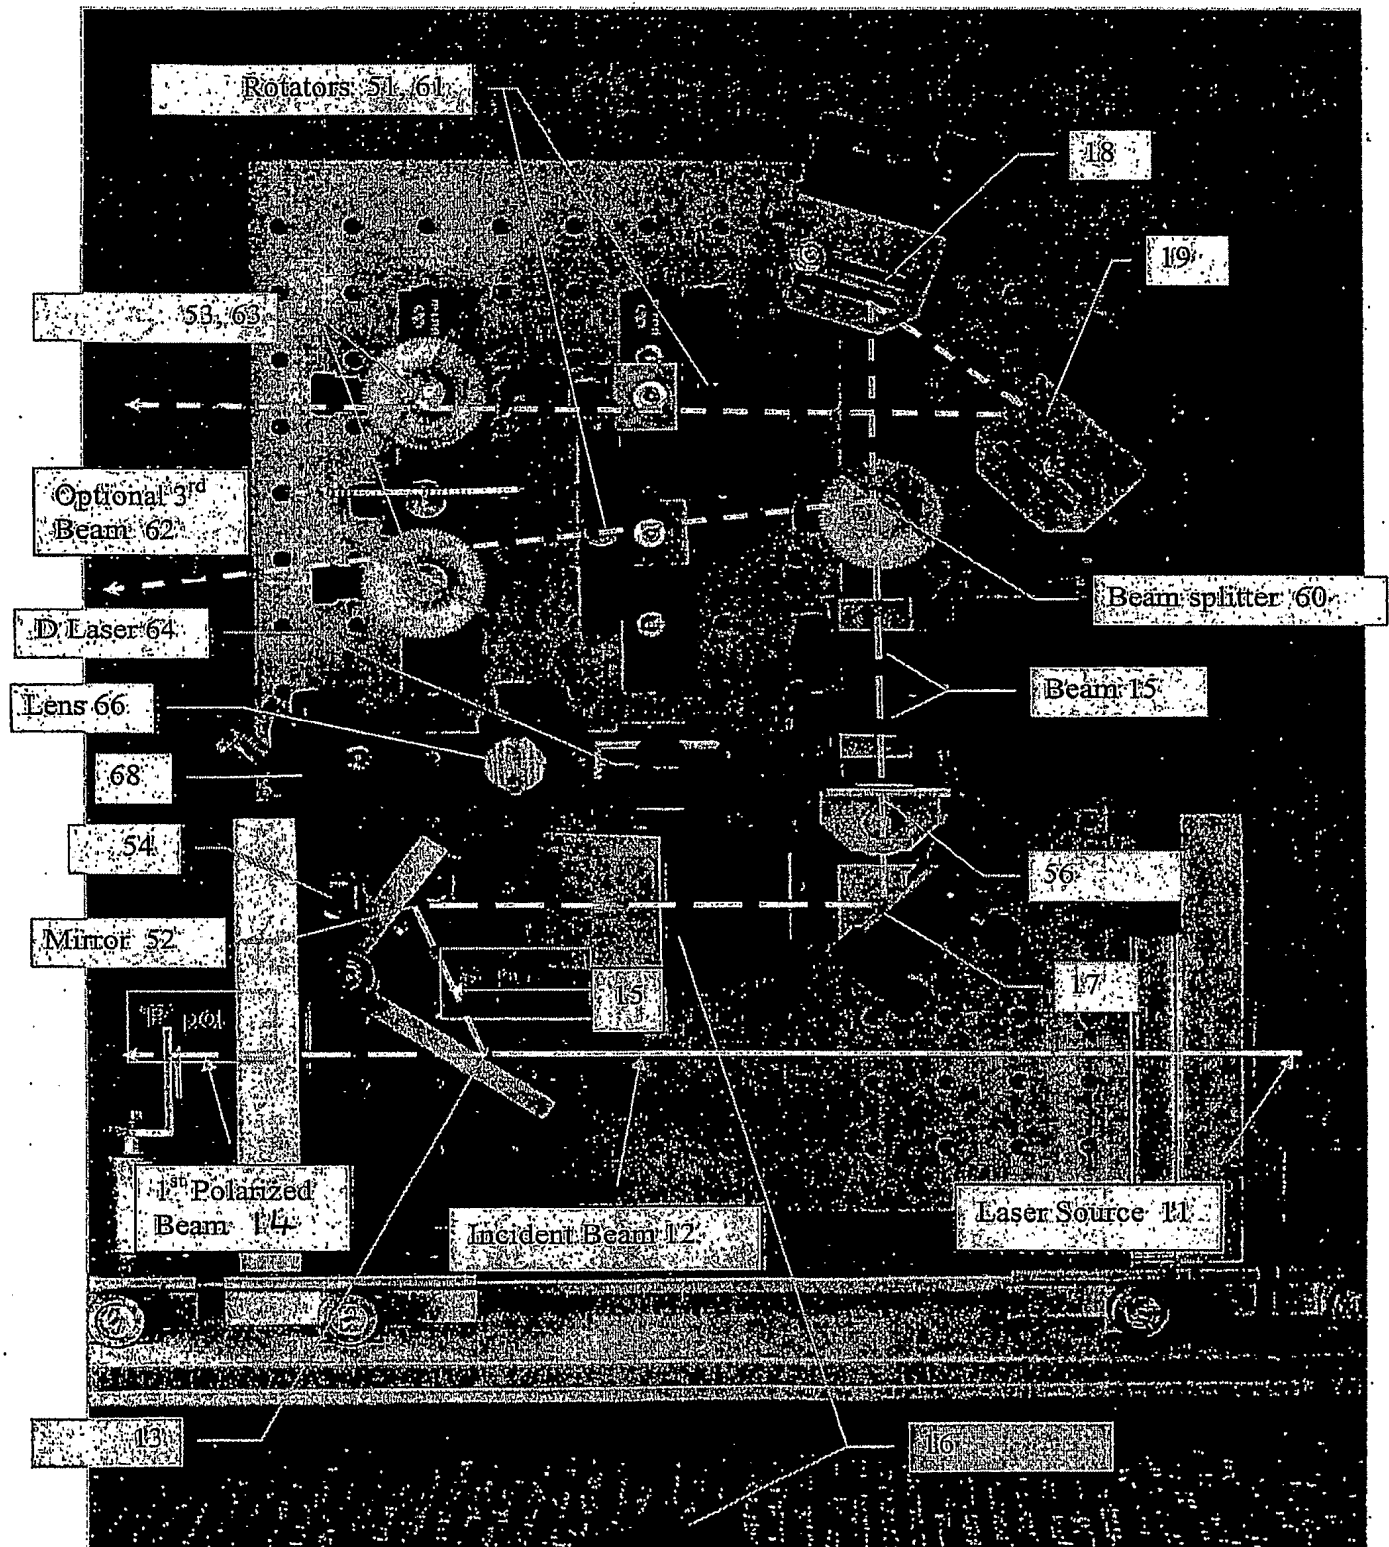 Rotators 51, 61
18
19
53, 63
Optional 3rd
Beam 62
Beam splitter 60
D Laser 64
Lens 66
Beam 15
68
54
56
Mirror 52
17
15
pol
1st Polarized
Beam 14
Incident Beam 12
Laser Source 11
13
16